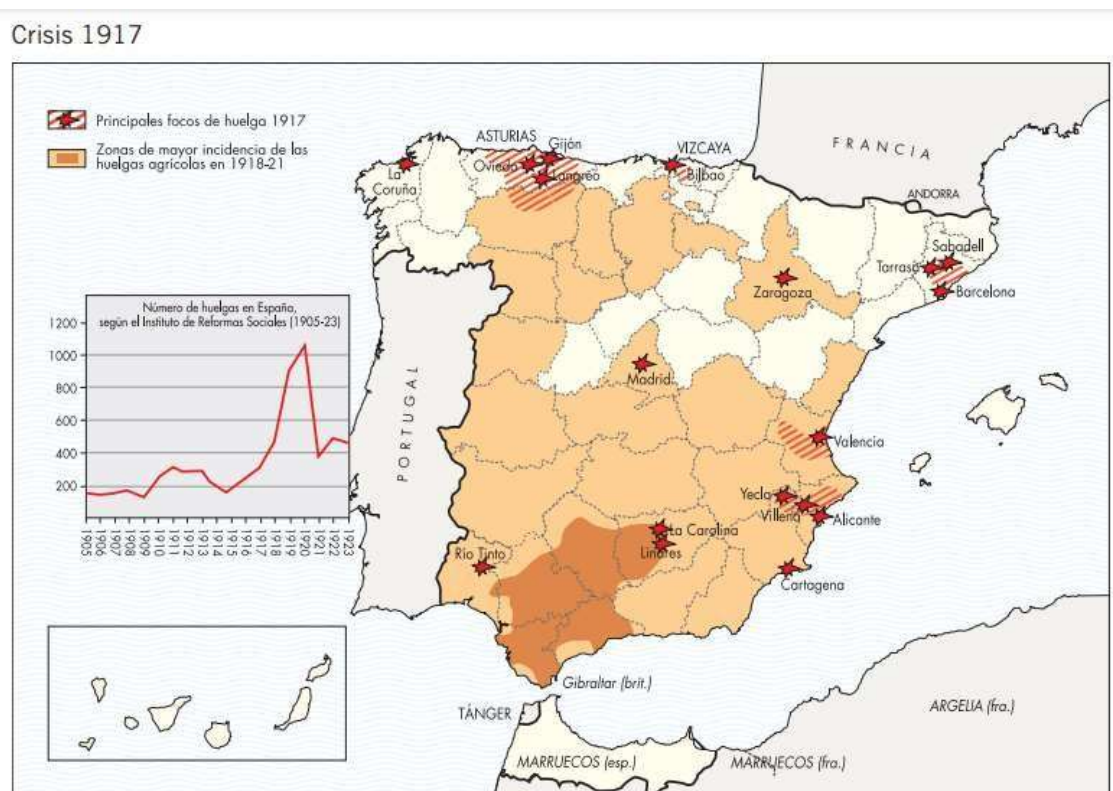 Crisis 1917
Principales focos de huelga 1917
Zonas de mayor incidencia de las
huelgas agrícolas en 1918-21
ASTURIAS
Gijón
Oviedo
Langreo
La
Coruña
VIZCAYA
Bilbao
FRANCIA
ANDORRA
Sabadell
Tarrasa
Barcelona
Zaragoza
Madrid
PORTUGAL
Valencia
Yecla
Villena
Alicante
La Carolina
Linares
Río Tinto
Cartagena
Número de huelgas en España,
según el Instituto de Reformas Sociales (1905-23)
1200
1000
800
600
400
200
1905
1906
1907
1908
1909
1910
1911
1912
1913
1914
1915
1916
1917
1918
1919
1920
1921
1922
1923
Gibraltar (brit.)
TÁNGER
ARGELIA (fra.)
MARRUECOS (esp.)
MARRUECOS (fra.)